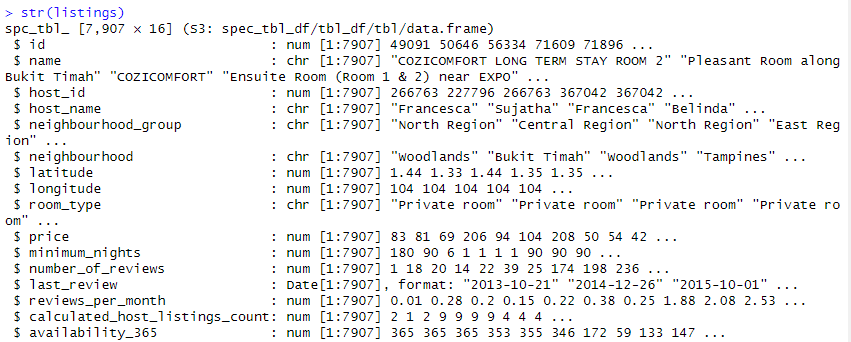 > str(listings)
spc_tbl_ [7,907 × 16] (S3: spec_tbl_df/tbl_df/tbl/data.frame)
 $ id                            : num [1:7907] 49091 50646 56334 71609 71896 ...
 $ name                          : chr [1:7907] "COZICOMFORT LONG TERM STAY ROOM 2" "Pleasant Room along
Bukit Timah" "COZICOMFORT" "Ensuite Room (Room 1 & 2) near EXPO" ...
 $ host_id                       : num [1:7907] 266763 227796 266763 367042 367042 ...
 $ host_name                     : chr [1:7907] "Francesca" "Sujatha" "Francesca" "Belinda" ...
 $ neighbourhood_group           : chr [1:7907] "North Region" "Central Region" "North Region" "East Reg
ion" ...
 $ neighbourhood                 : chr [1:7907] "Woodlands" "Bukit Timah" "Woodlands" "Tampines" ...
 $ latitude                      : num [1:7907] 1.44 1.33 1.44 1.35 1.35 ...
 $ longitude                     : num [1:7907] 104 104 104 104 104 ...
 $ room_type                     : chr [1:7907] "Private room" "Private room" "Private room" "Private ro
om" ...
 $ price                         : num [1:7907] 83 81 69 206 94 104 208 50 54 42 ...
 $ minimum_nights                : num [1:7907] 180 90 6 1 1 1 1 90 90 90 ...
 $ number_of_reviews             : num [1:7907] 1 18 20 14 22 39 25 174 198 236 ...
 $ last_review                   : Date[1:7907], format: "2013-10-21" "2014-12-26" "2015-10-01" ...
 $ reviews_per_month             : num [1:7907] 0.01 0.28 0.2 0.15 0.22 0.38 0.25 1.88 2.08 2.53 ...
 $ calculated_host_listings_count: num [1:7907] 2 1 2 9 9 9 9 4 4 4 ...
 $ availability_365              : num [1:7907] 365 365 365 353 355 346 172 59 133 147 ...